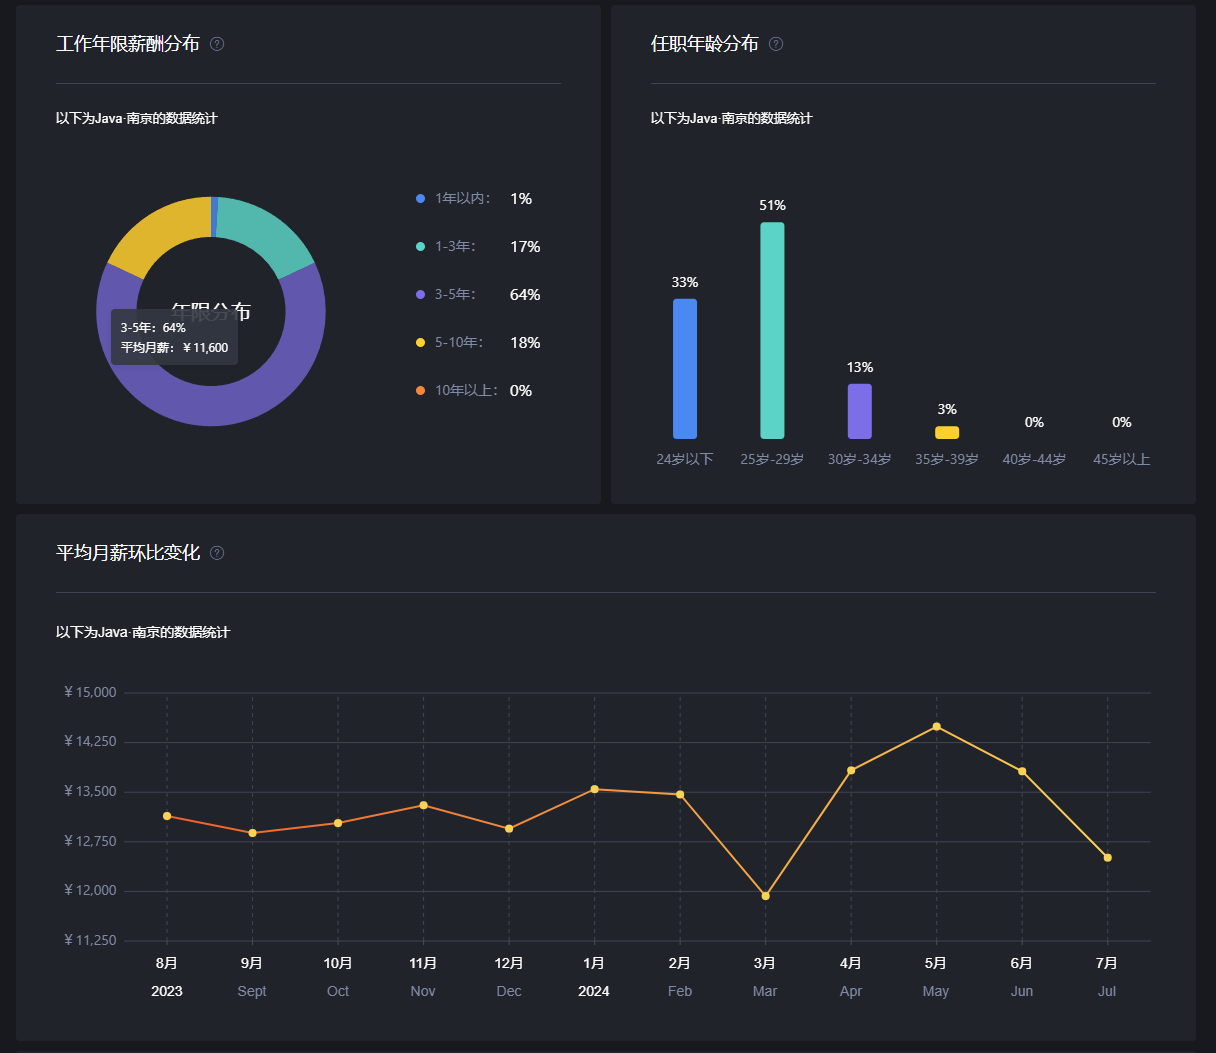 工作年限薪酬分布 ?
以下为Java·南京的数据统计
年限分布
3-5年：64%
平均月薪：￥11,600
1年以内： 1%
1-3年： 17%
3-5年： 64%
5-10年： 18%
10年以上： 0%
任职年龄分布 ?
以下为Java·南京的数据统计
33% 51% 13% 3% 0% 0%
24岁以下 25岁-29岁 30岁-34岁 35岁-39岁 40岁-44岁 45岁以上
平均月薪环比变化 ?
以下为Java·南京的数据统计
￥15,000
￥14,250
￥13,500
￥12,750
￥12,000
￥11,250
8月 9月 10月 11月 12月 1月 2月 3月 4月 5月 6月 7月
2023 Sept Oct Nov Dec 2024 Feb Mar Apr May Jun Jul